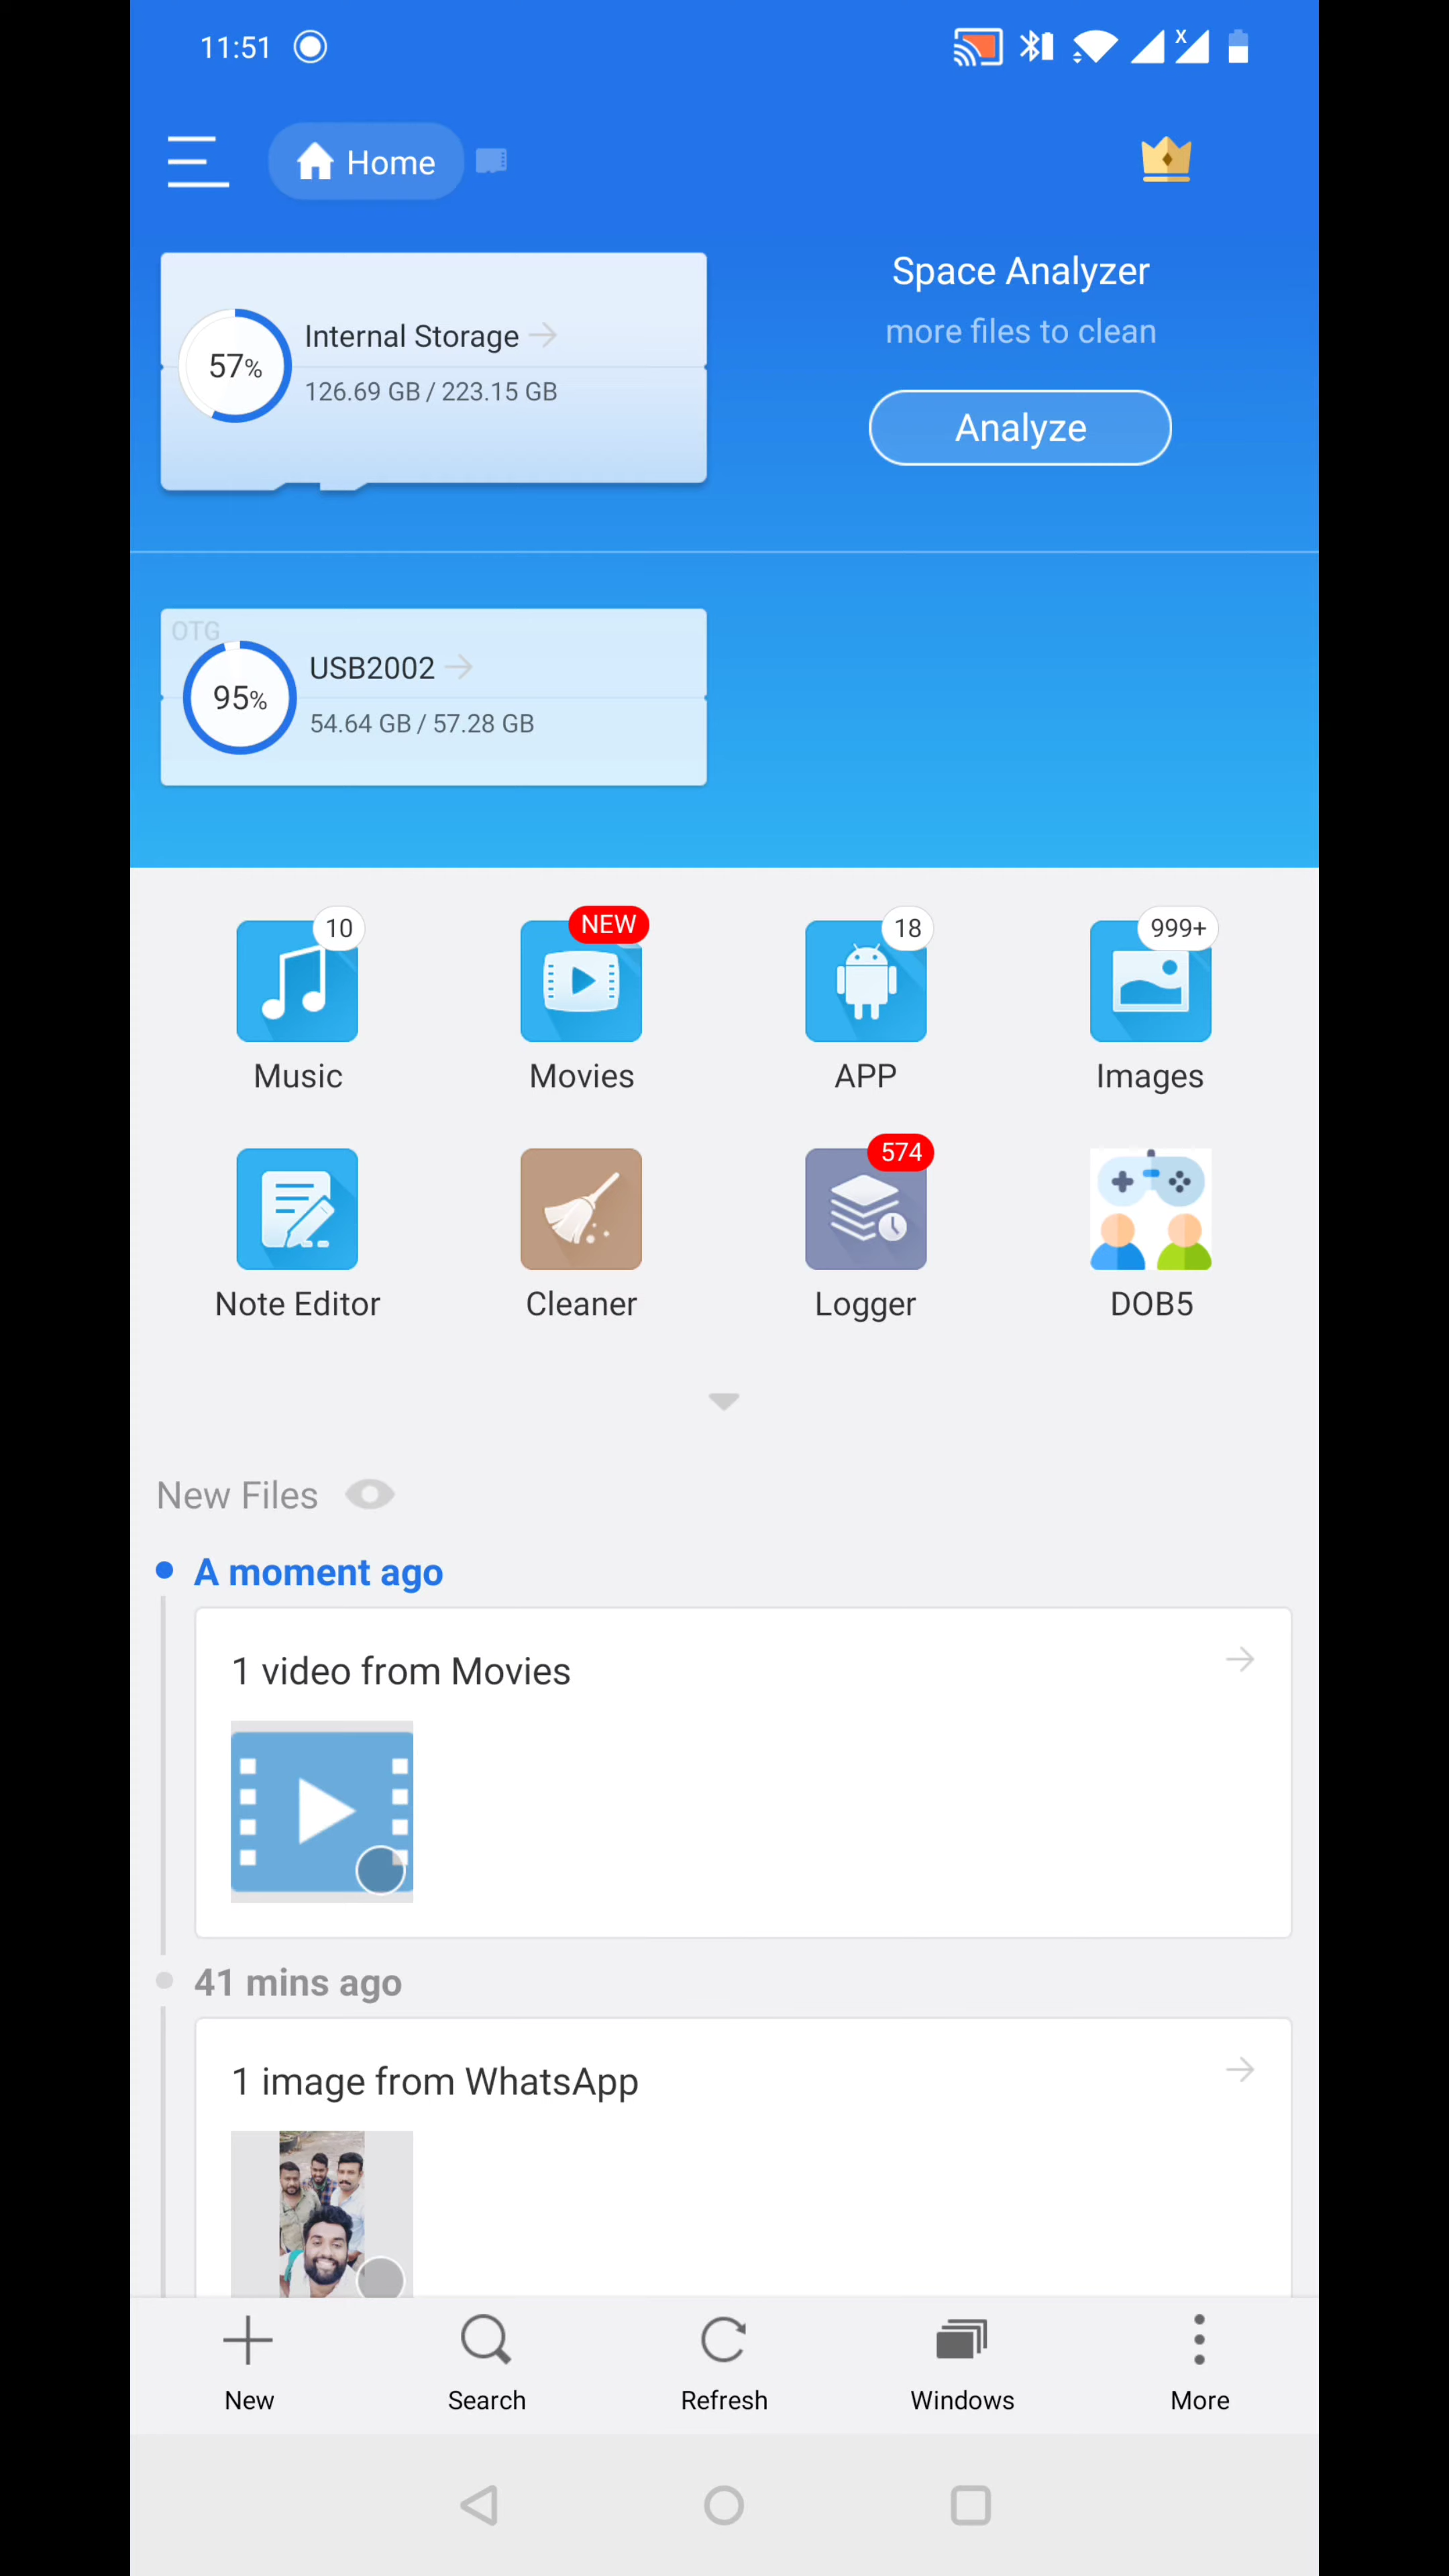 11:51
Home
Space Analyzer
more files to clean
Analyze
57%
Internal Storage
126.69 GB / 223.15 GB
OTG
95%
USB2002
54.64 GB / 57.28 GB
10
NEW
18
999+
Music
Movies
APP
Images
574
Note Editor
Cleaner
Logger
DOB5
New Files
A moment ago
1 video from Movies
41 mins ago
1 image from WhatsApp
New
Search
Refresh
Windows
More